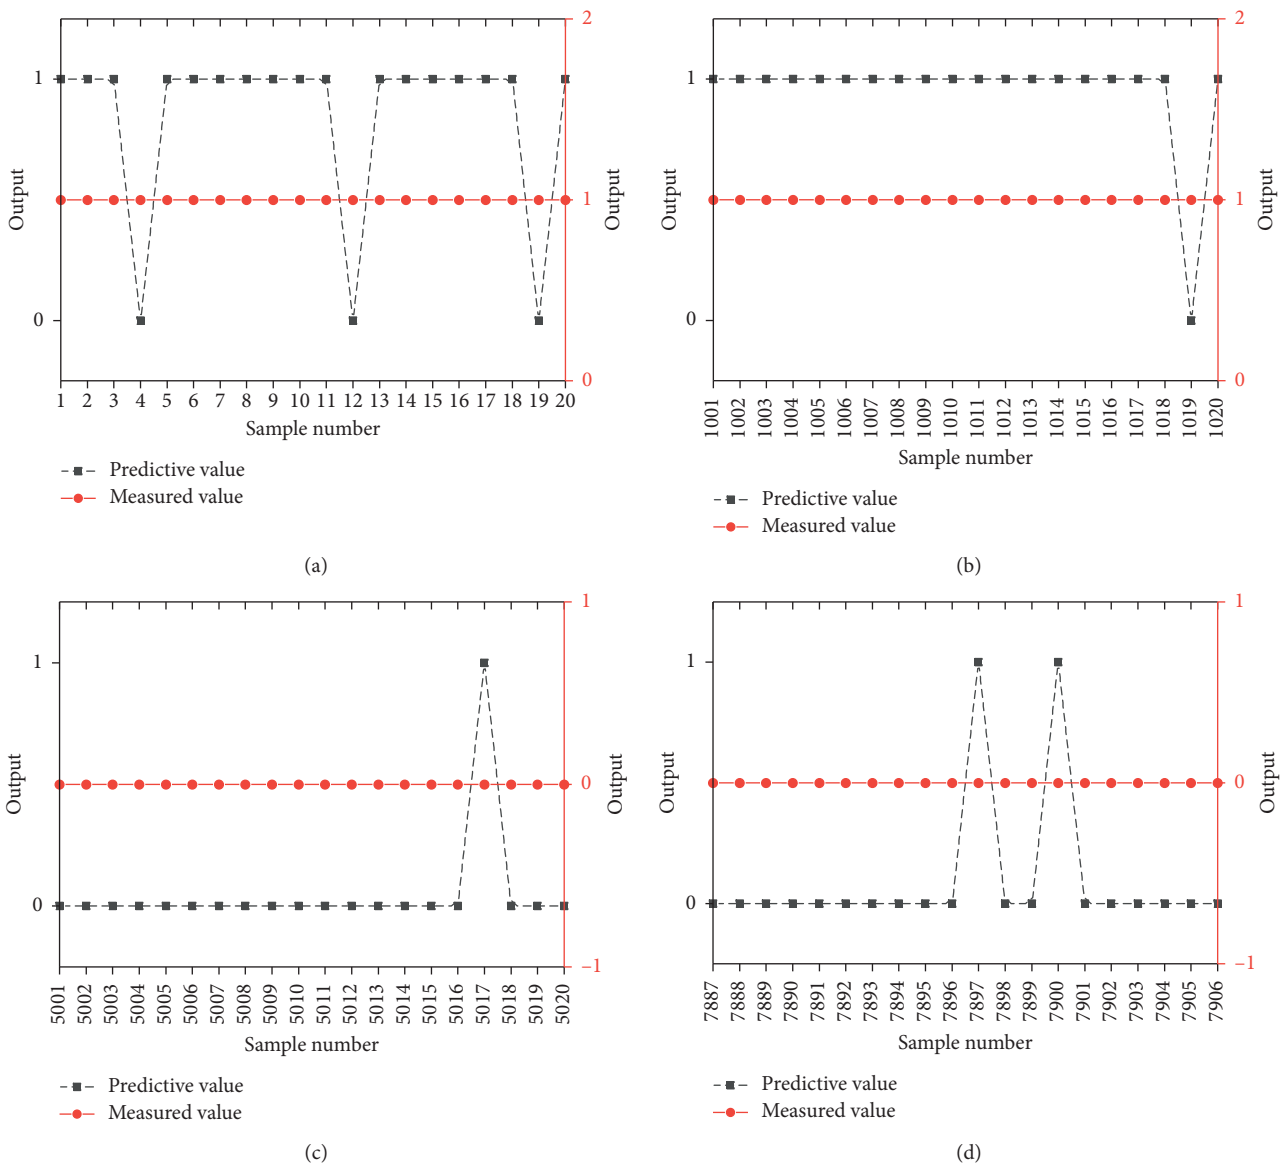 2
1
Output
0
1
0
Output
1 2 3 4 5 6 7 8 9 10 11 12 13 14 15 16 17 18 19 20
Sample number
Predictive value
Measured value
(a)
2
1
Output
0
1
0
Output
1001 1002 1003 1004 1005 1006 1007 1008 1009 1010 1011 1012 1013 1014 1015 1016 1017 1018 1019 1020
Sample number
Predictive value
Measured value
(b)
1
1
Output
0
0
−1
Output
5001 5002 5003 5004 5005 5006 5007 5008 5009 5010 5011 5012 5013 5014 5015 5016 5017 5018 5019 5020
Sample number
Predictive value
Measured value
(c)
1
1
Output
0
0
−1
Output
7887 7888 7889 7890 7891 7892 7893 7894 7895 7896 7897 7898 7899 7900 7901 7902 7903 7904 7905 7906
Sample number
Predictive value
Measured value
(d)